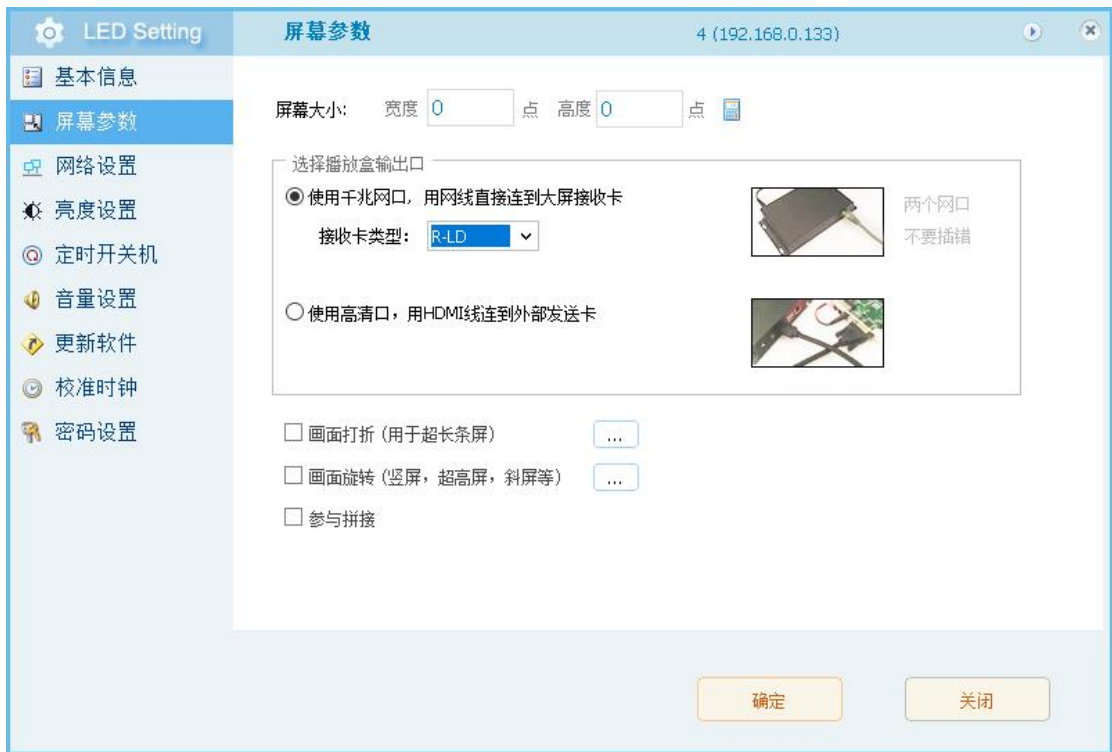 LED Setting
屏幕参数
4 (192.168.0.133)
基本信息
屏幕参数
网络设置
亮度设置
定时开关机
音量设置
更新软件
校准时钟
密码设置
屏幕大小: 宽度 0 点 高度 0 点
选择播放盒输出口
使用千兆网口, 用网线直接连到大屏接收卡
接收卡类型: R-LD
两个网口
不要插错
使用高清口, 用HDMI线连到外部发送卡
画面打折 (用于超长条屏) ...
画面旋转 (竖屏, 超高屏, 斜屏等) ...
参与拼接
确定 关闭